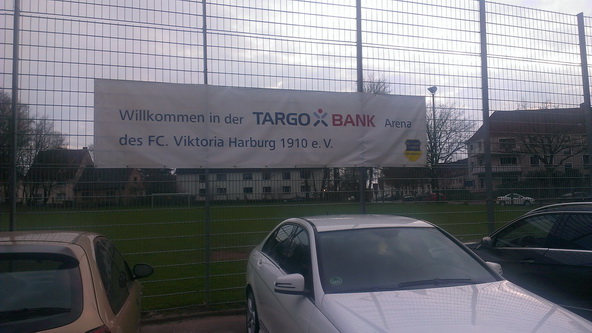 Willkommen in der TARGO BANK Arena
des FC. Viktoria Harburg 1910 e. V.